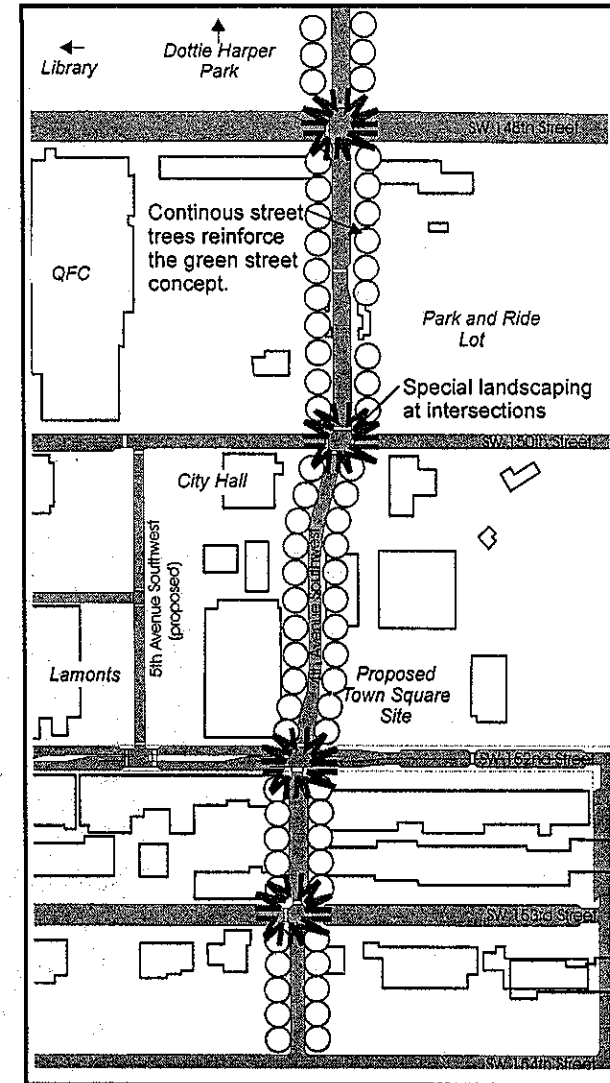 Library
Dottie Harper
Park
SW 148th Street
Continous street
trees reinforce
the green street
concept.
QFC
Park and Ride
Lot
Special landscaping
at intersections
SW 150th Street
City Hall
5th Avenue Southwest
(proposed)
Avenue Southwest
Lamonts
Proposed
Town Square
Site
SW 152nd Street
SW 153rd Street
SW 154th Street